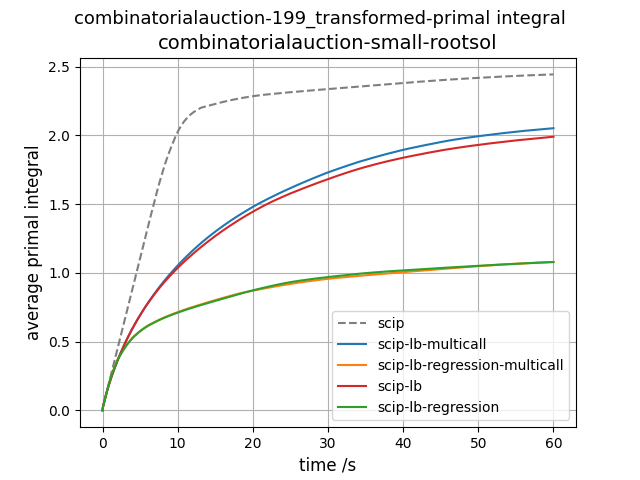 combinatorialauction-199_transformed-primal integral
combinatorialauction-small-rootsol
2.5
2.0
1.5
1.0
0.5
0.0
average primal integral
scip
scip-lb-multicall
scip-lb-regression-multicall
scip-lb
scip-lb-regression
0 10 20 30 40 50 60
time /s